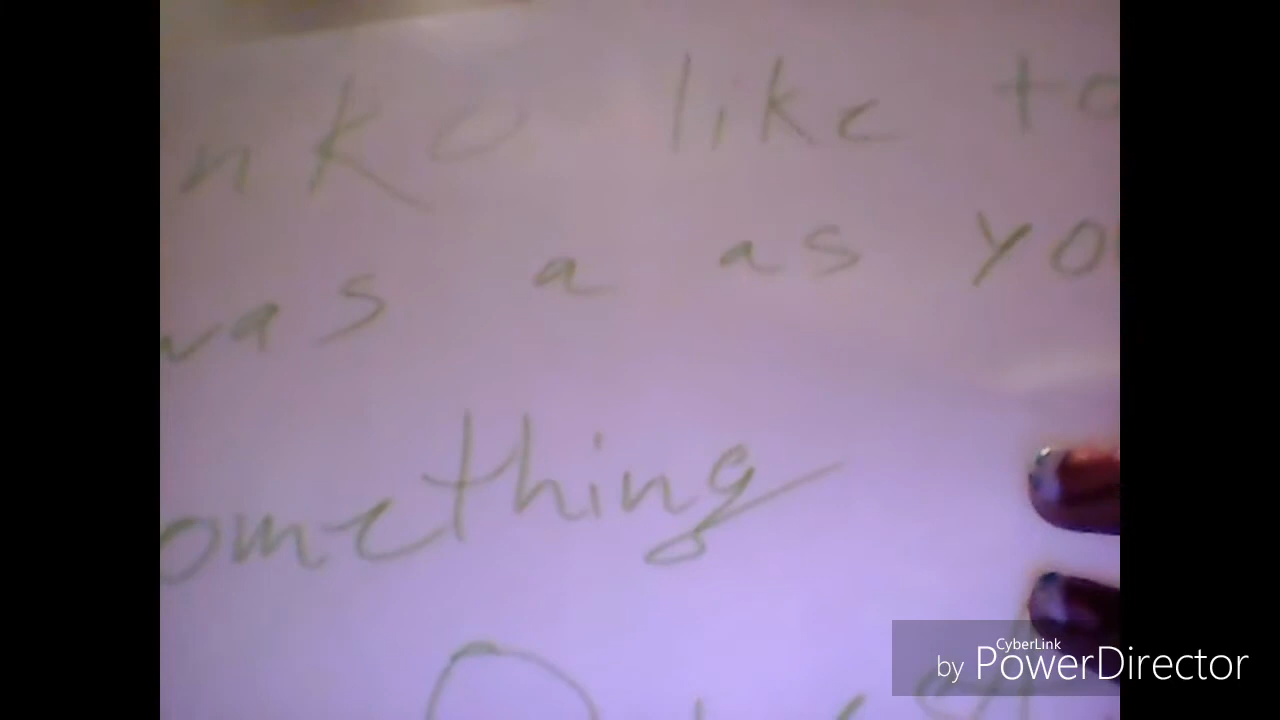 nko like to
was a as yo
omething
CyberLink
by PowerDirector